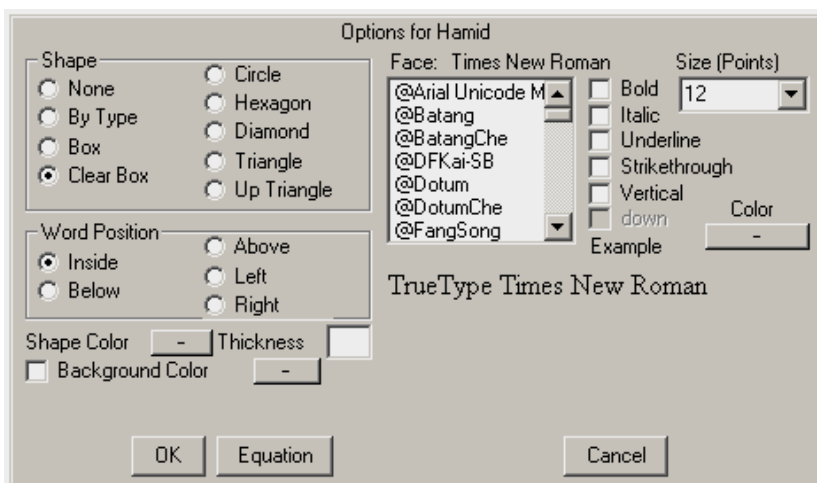 Options for Hamid
Shape
None
By Type
Box
Clear Box
Circle
Hexagon
Diamond
Triangle
Up Triangle
Word Position
Inside
Below
Above
Left
Right
Shape Color - Thickness
Background Color -
Face: Times New Roman
@Arial Unicode M
@Batang
@BatangChe
@DFKai-SB
@Dotum
@DotumChe
@FangSong
Bold
Italic
Underline
Strikethrough
Vertical
down
Size (Points)
12
Color
-
Example
TrueType Times New Roman
OK
Equation
Cancel